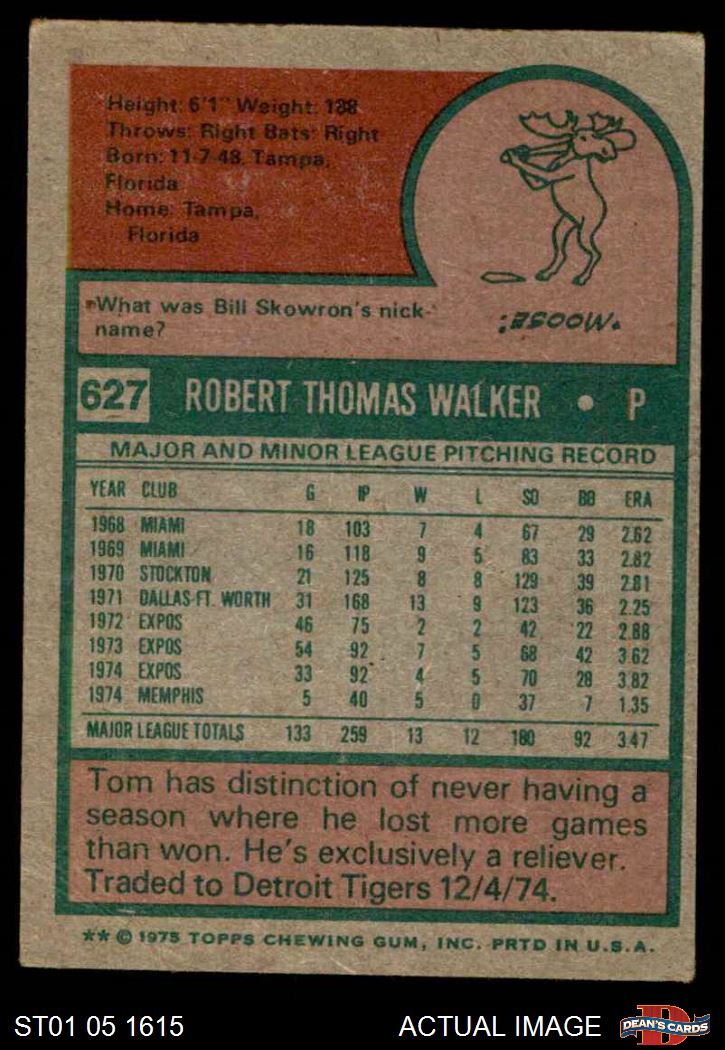 Height: 6'1" Weight: 188
Throws: Right Bats: Right
Born: 11-7-48, Tampa,
Florida
Home: Tampa,
Florida
What was Bill Skowron's nick-
name?
"Moose."
627 ROBERT THOMAS WALKER • P
MAJOR AND MINOR LEAGUE PITCHING RECORD
YEAR CLUB G IP W L SO BB ERA
1968 MIAMI 18 103 7 4 67 29 2.62
1969 MIAMI 16 118 9 5 83 33 2.82
1970 STOCKTON 21 125 8 8 129 39 2.81
1971 DALLAS-FT. WORTH 31 168 13 9 123 36 2.25
1972 EXPOS 46 75 2 2 42 22 2.88
1973 EXPOS 54 92 7 5 68 42 3.62
1974 EXPOS 33 92 4 5 70 28 3.82
1974 MEMPHIS 5 40 5 0 37 7 1.35
MAJOR LEAGUE TOTALS 133 259 13 12 180 92 3.47
Tom has distinction of never having a
season where he lost more games
than won. He's exclusively a reliever.
Traded to Detroit Tigers 12/4/74.
** © 1975 TOPPS CHEWING GUM, INC. PRTD IN U.S.A.
ST01 05 1615 ACTUAL IMAGE DEAN'S CARDS